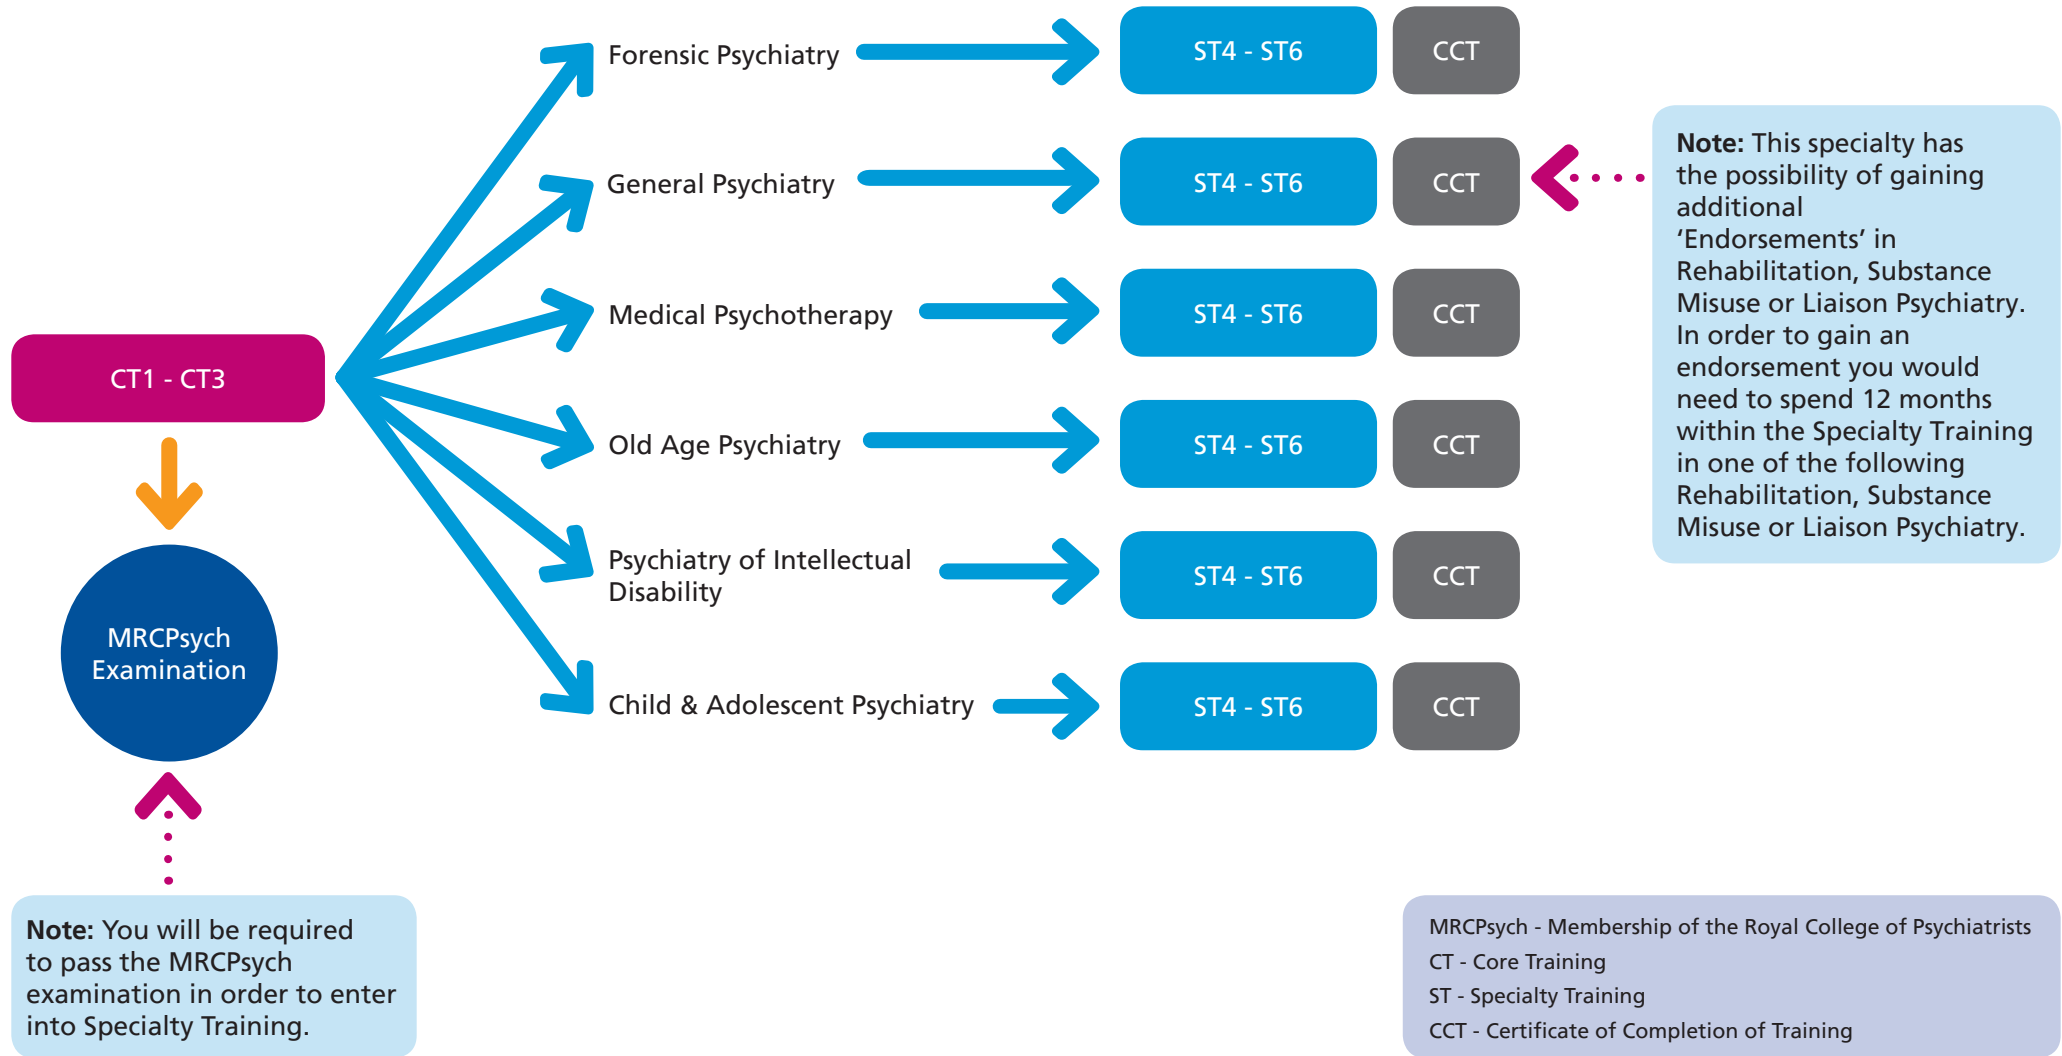 Forensic Psychiatry
ST4 - ST6
CCT
General Psychiatry
ST4 - ST6
CCT
Note: This specialty has
the possibility of gaining
additional
‘Endorsements’ in
Rehabilitation, Substance
Misuse or Liaison Psychiatry.
In order to gain an
endorsement you would
need to spend 12 months
within the Specialty Training
in one of the following
Rehabilitation, Substance
Misuse or Liaison Psychiatry.
Medical Psychotherapy
ST4 - ST6
CCT
CT1 - CT3
Old Age Psychiatry
ST4 - ST6
CCT
Psychiatry of Intellectual
Disability
ST4 - ST6
CCT
MRCPsych
Examination
Child & Adolescent Psychiatry
ST4 - ST6
CCT
Note: You will be required
to pass the MRCPsych
examination in order to enter
into Specialty Training.
MRCPsych - Membership of the Royal College of Psychiatrists
CT - Core Training
ST - Specialty Training
CCT - Certificate of Completion of Training